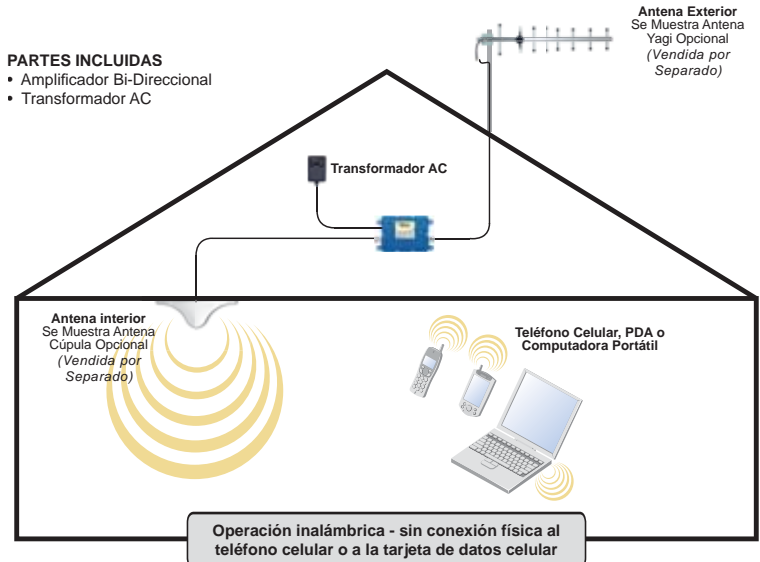 PARTES INCLUIDAS
• Amplificador Bi-Direccional
• Transformador AC
Antena Exterior
Se Muestra Antena
Yagi Opcional
(Vendida por
Separado)
Transformador AC
Antena interior
Se Muestra Antena
Cúpula Opcional
(Vendida por
Separado)
Teléfono Celular, PDA o
Computadora Portátil
Operación inalámbrica - sin conexión física al
teléfono celular o a la tarjeta de datos celular